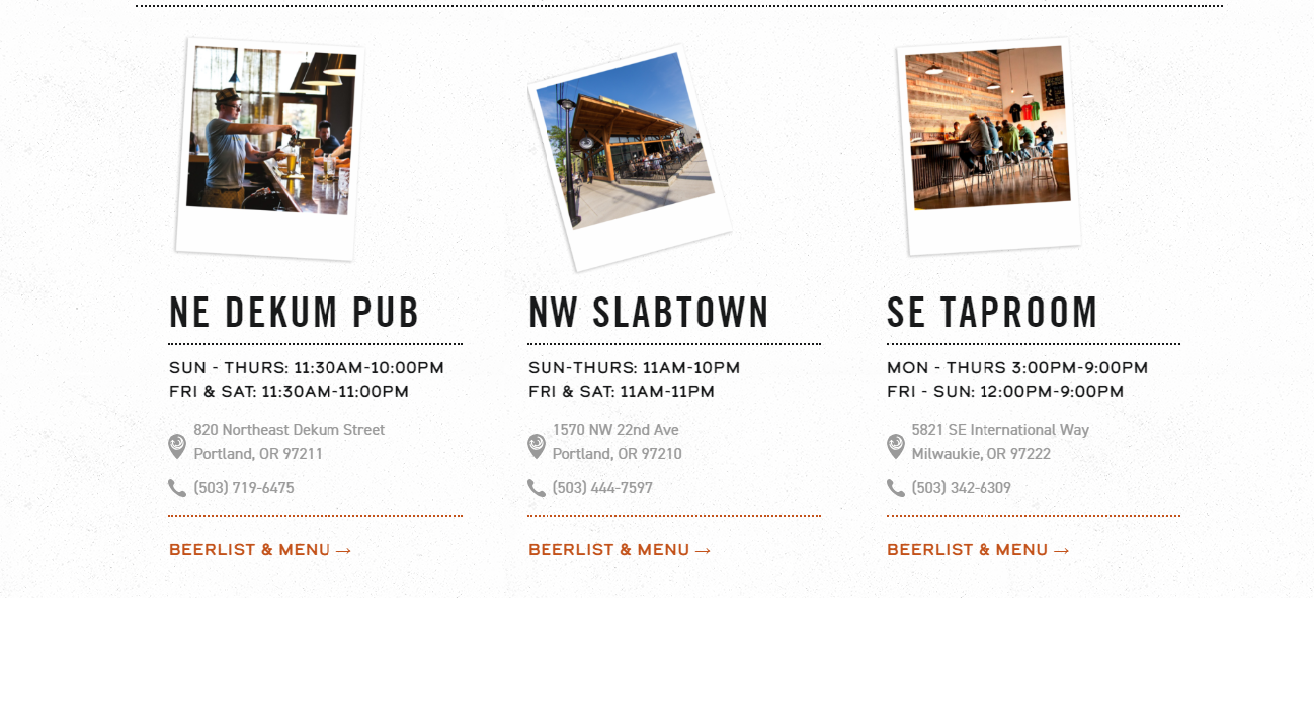 NE DEKUM PUB
SUN - THURS: 11:30AM-10:00PM
FRI & SAT: 11:30AM-11:00PM
820 Northeast Dekum Street
Portland, OR 97211
(503) 719-6475
BEERLIST & MENU →
NW SLABTOWN
SUN-THURS: 11AM-10PM
FRI & SAT: 11AM-11PM
1570 NW 22nd Ave
Portland, OR 97210
(503) 444-7597
BEERLIST & MENU →
SE TAPROOM
MON - THURS 3:00PM-9:00PM
FRI - SUN: 12:00PM-9:00PM
5821 SE International Way
Milwaukie, OR 97222
(503) 342-6309
BEERLIST & MENU →